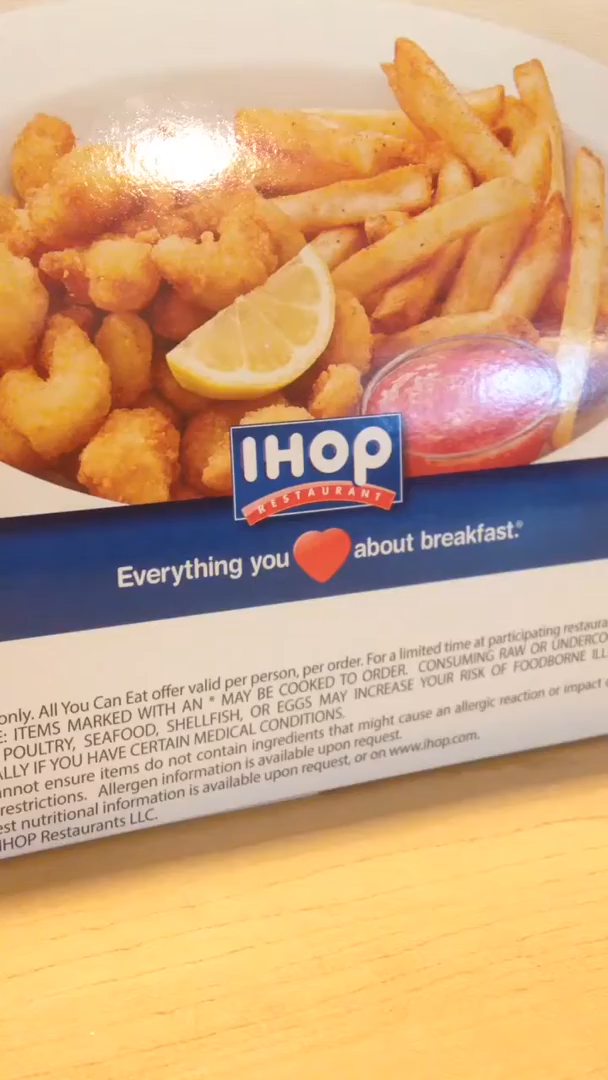 IHOP
RESTAURANT
Everything you about breakfast.®
only. All You Can Eat offer valid per person, per order. For a limited time at participating
ITEMS MARKED WITH AN * MAY BE COOKED TO ORDER. CONSUMING RAW OR
POULTRY, SEAFOOD, SHELLFISH, OR EGGS MAY INCREASE YOUR RISK OF FOODBORNE
IF YOU HAVE CERTAIN MEDICAL CONDITIONS.
ensure items do not contain ingredients that might cause an allergic reaction or impact
restrictions. Allergen information is available upon request.
nutritional information is available upon request, or on www.ihop.com.
IHOP Restaurants LLC.